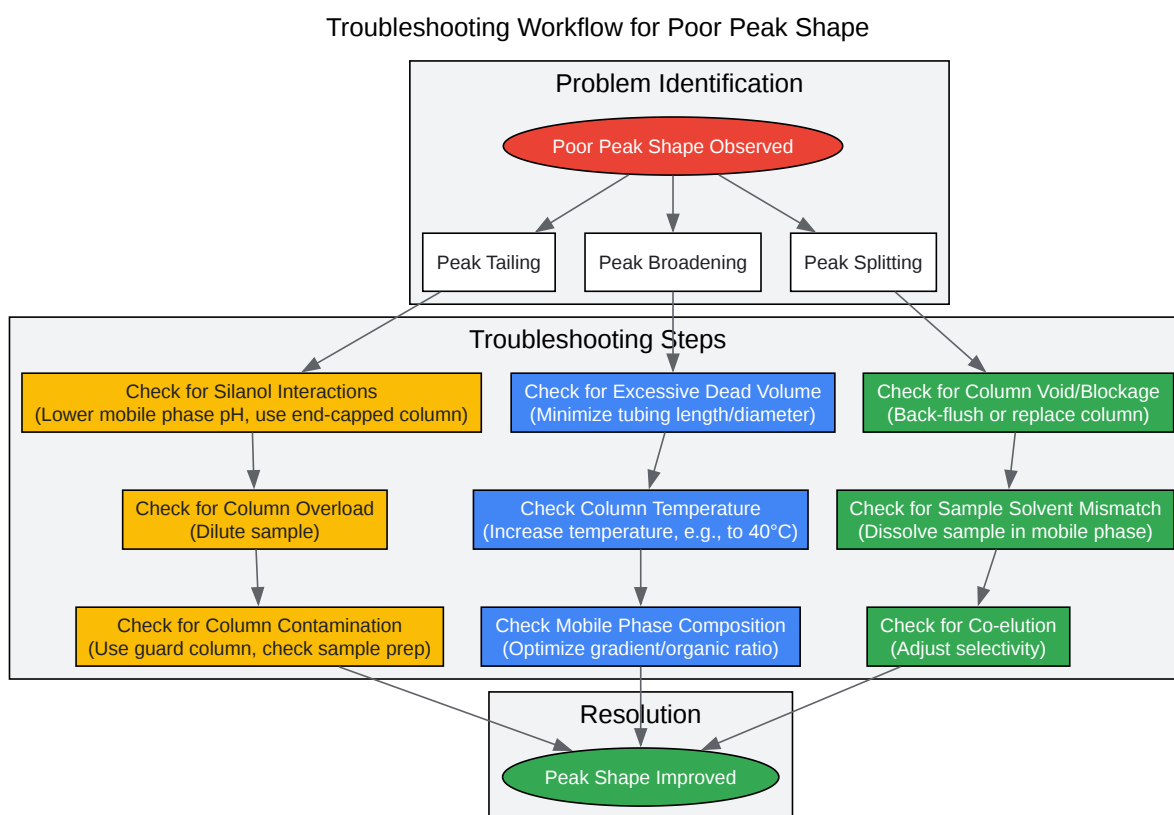 Troubleshooting Workflow for Poor Peak Shape
Problem Identification
Poor Peak Shape Observed
Peak Tailing
Peak Broadening
Peak Splitting
Troubleshooting Steps
Check for Silanol Interactions
(Lower mobile phase pH, use end-capped column)
Check for Excessive Dead Volume
(Minimize tubing length/diameter)
Check for Column Void/Blockage
(Back-flush or replace column)
Check for Column Overload
(Dilute sample)
Check Column Temperature
(Increase temperature, e.g., to 40°C)
Check for Sample Solvent Mismatch
(Dissolve sample in mobile phase)
Check for Column Contamination
(Use guard column, check sample prep)
Check Mobile Phase Composition
(Optimize gradient/organic ratio)
Check for Co-elution
(Adjust selectivity)
Resolution
Peak Shape Improved